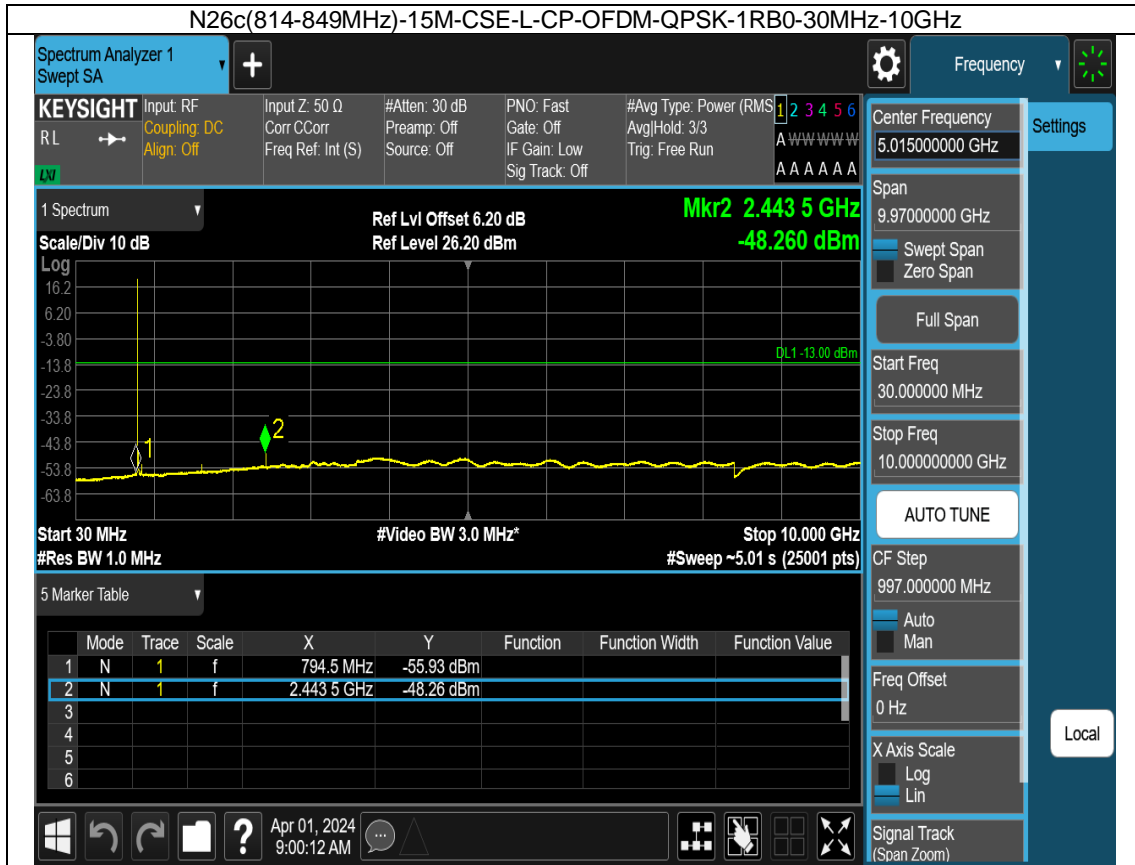 N26c(814-849MHz)-15M-CSE-L-CP-OFDM-QPSK-1RB0-30MHz-10GHz
Spectrum Analyzer 1
Swept SA
Frequency
KEYSIGHT
R L
LXI
Input: RF
Coupling: DC
Align: Off
Input Z: 50 Ω
Corr CCorr
Freq Ref: Int (S)
#Atten: 30 dB
Preamp: Off
Source: Off
PNO: Fast
Gate: Off
IF Gain: Low
Sig Track: Off
#Avg Type: Power (RMS
Avg|Hold: 3/3
Trig: Free Run
1 2 3 4 5 6
A W W W W W
A A A A A A
1 Spectrum
Scale/Div 10 dB
Ref Lvl Offset 6.20 dB
Ref Level 26.20 dBm
Mkr2 2.443 5 GHz
-48.260 dBm
Log
16.2
6.20
-3.80
-13.8
-23.8
-33.8
-43.8
-53.8
-63.8
DL1 -13.00 dBm
1
2
Start 30 MHz
#Video BW 3.0 MHz*
Stop 10.000 GHz
#Res BW 1.0 MHz
#Sweep ~5.01 s (25001 pts)
5 Marker Table
Mode Trace Scale X Y Function Function Width Function Value
1 N 1 f 794.5 MHz -55.93 dBm
2 N 1 f 2.443 5 GHz -48.26 dBm
3
4
5
6
Apr 01, 2024
9:00:12 AM
Center Frequency
5.015000000 GHz
Span
9.97000000 GHz
Swept Span
Zero Span
Full Span
Start Freq
30.000000 MHz
Stop Freq
10.000000000 GHz
AUTO TUNE
CF Step
997.000000 MHz
Auto
Man
Freq Offset
0 Hz
X Axis Scale
Log
Lin
Signal Track
(Span Zoom)
Settings
Local